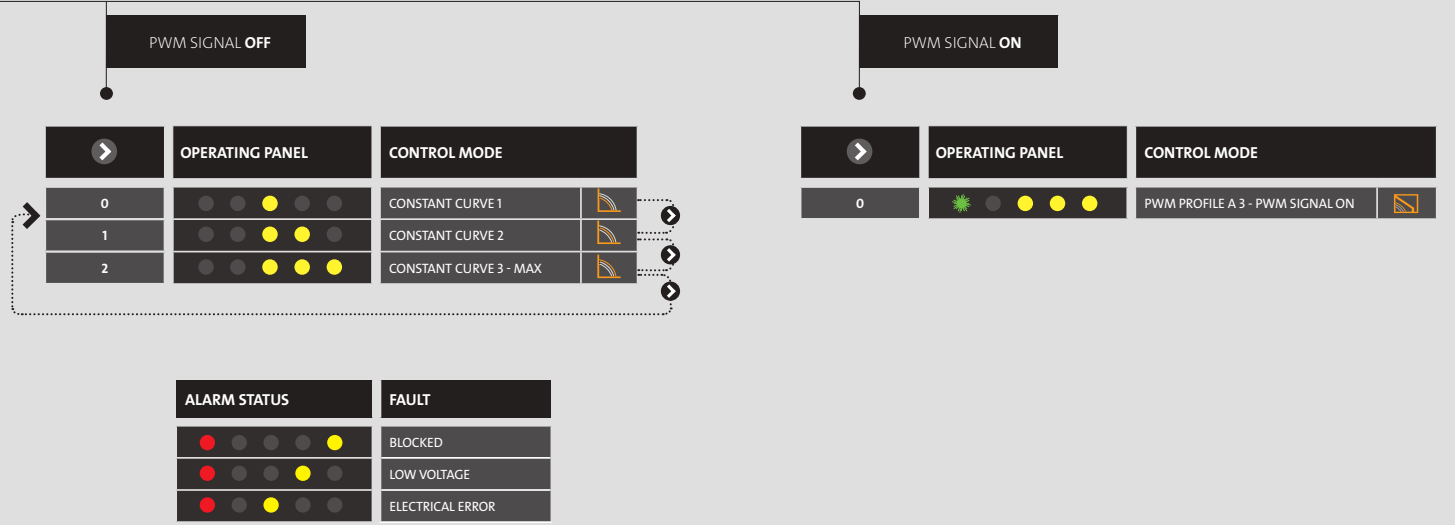 PWM SIGNAL OFF
PWM SIGNAL ON
OPERATING PANEL CONTROL MODE
0 CONSTANT CURVE 1
1 CONSTANT CURVE 2
2 CONSTANT CURVE 3 - MAX
OPERATING PANEL CONTROL MODE
0 PWM PROFILE A 3 - PWM SIGNAL ON
ALARM STATUS FAULT
BLOCKED
LOW VOLTAGE
ELECTRICAL ERROR